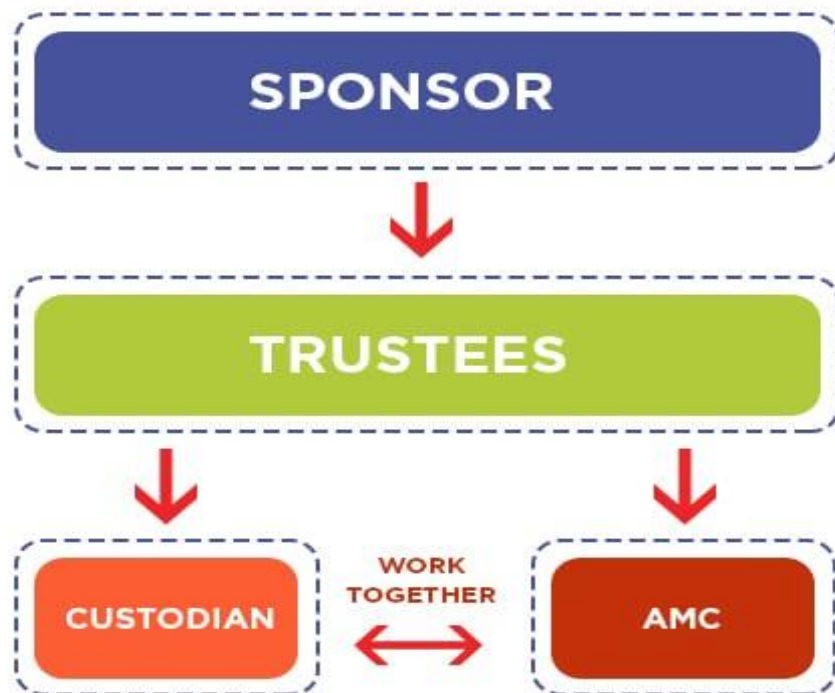 SPONSOR
TRUSTEES
WORK
TOGETHER
CUSTODIAN
AMC